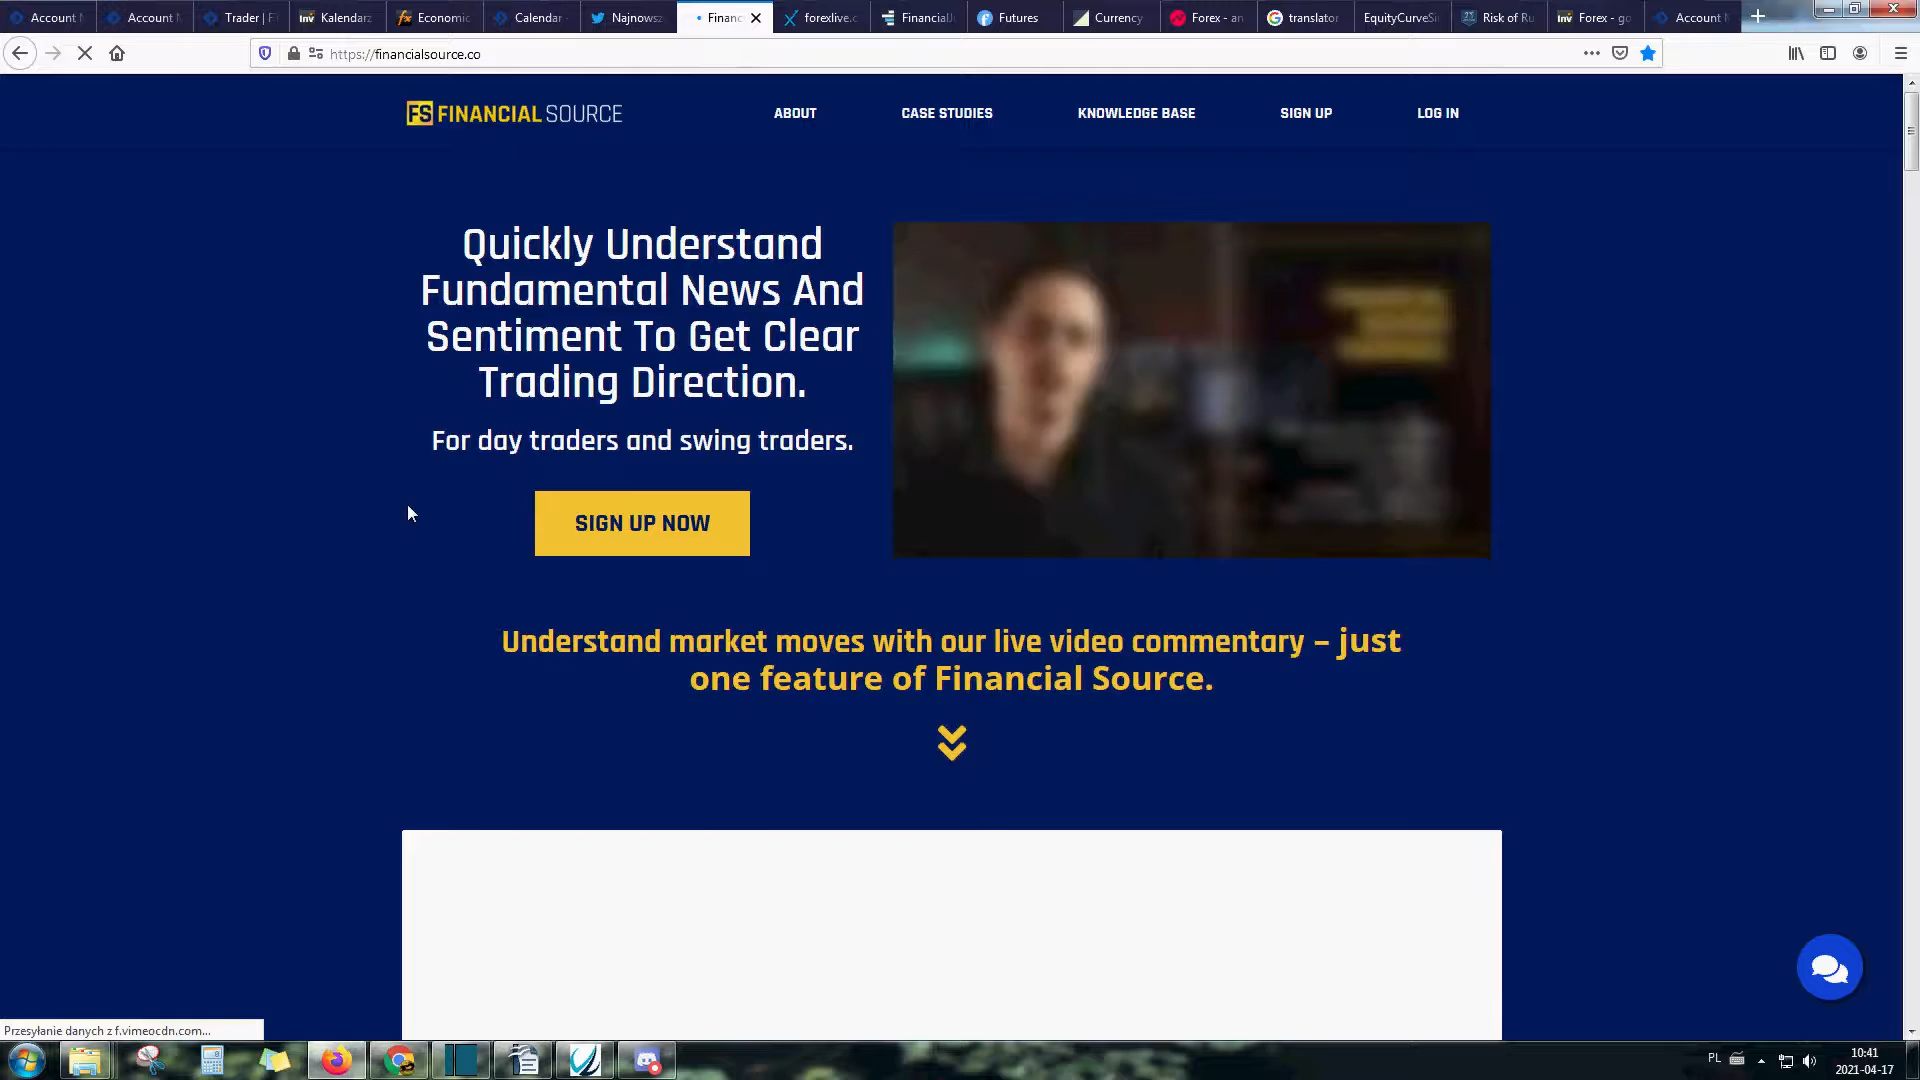 Account M
Account M
Trader | F
Inv Kalendarz
fx Economic
Calendar
Najnowsz
Financ
forexlive.c
FinancialJ
Futures
Currency
Forex - an
translator
EquityCurveSi
Risk of Ru
Inv Forex - go
Account M
https://financialsource.co
FS FINANCIAL SOURCE
ABOUT
CASE STUDIES
KNOWLEDGE BASE
SIGN UP
LOG IN
Quickly Understand
Fundamental News And
Sentiment To Get Clear
Trading Direction.
For day traders and swing traders.
SIGN UP NOW
Understand market moves with our live video commentary – just
one feature of Financial Source.
Przesyłanie danych z f.vimeocdn.com...
PL
10:41
2021-04-17